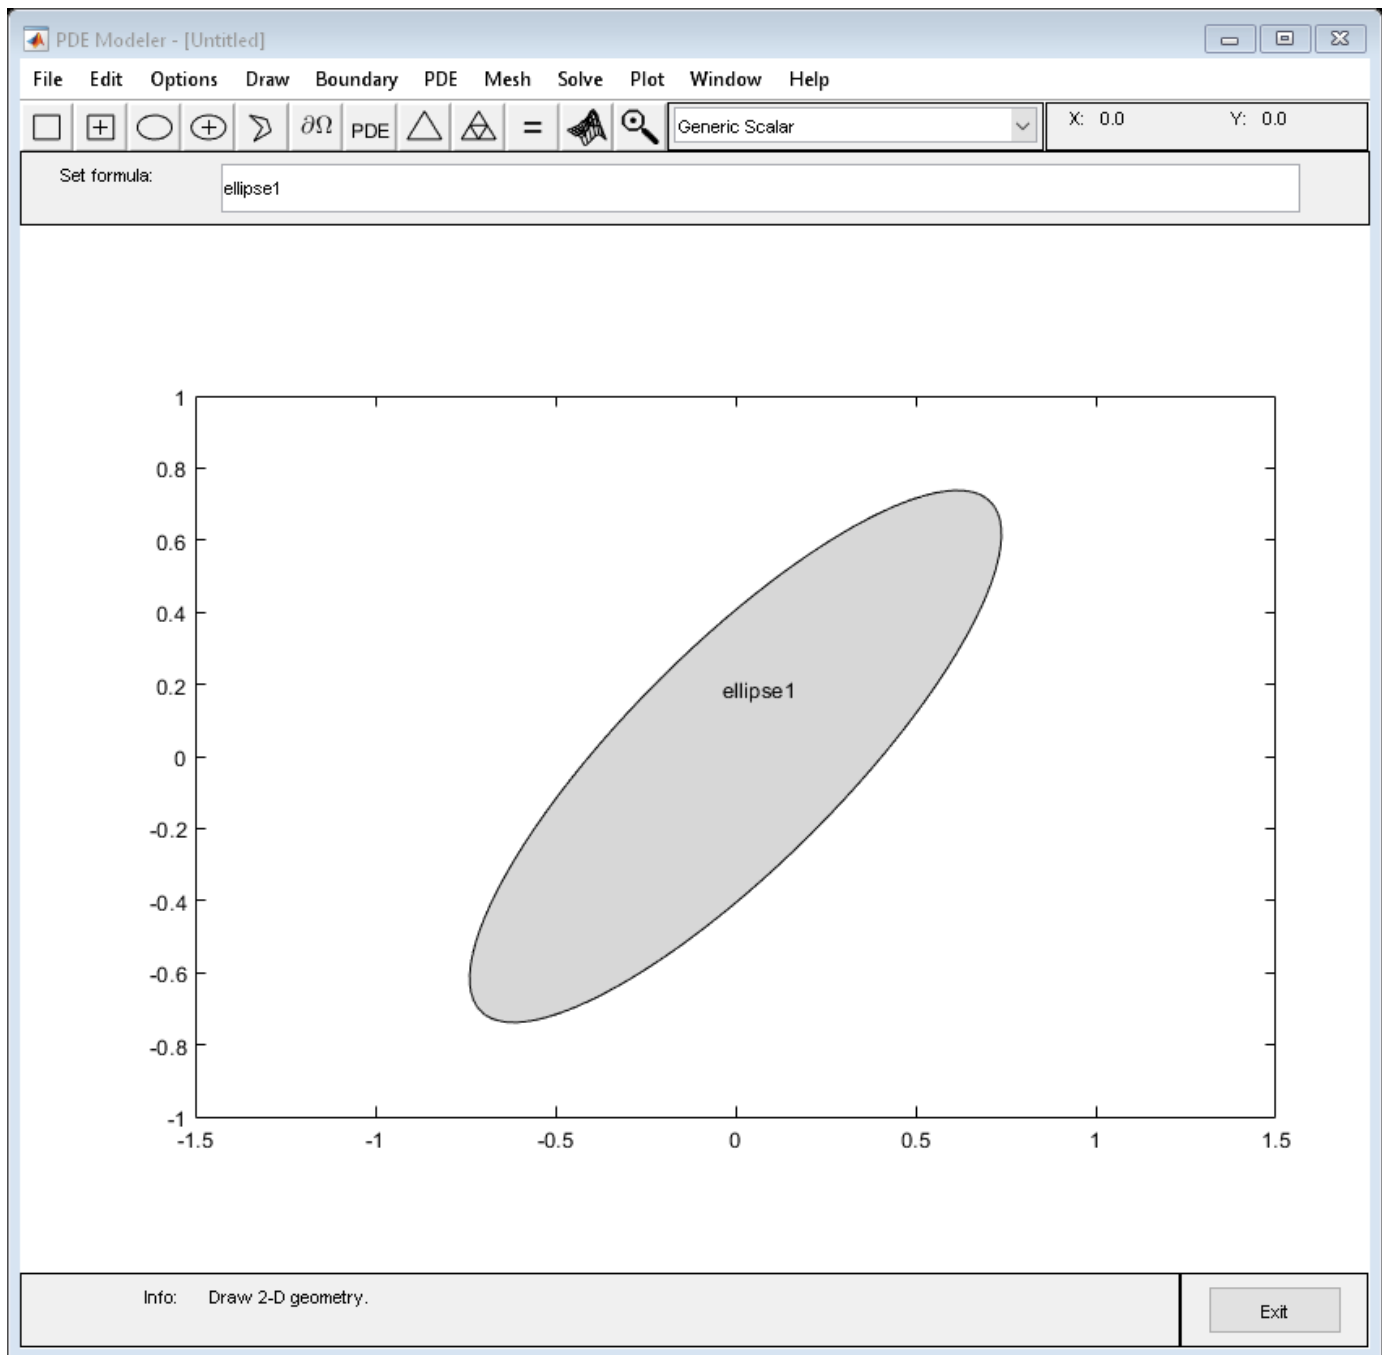 PDE Modeler - [Untitled]
File Edit Options Draw Boundary PDE Mesh Solve Plot Window Help
∂Ω PDE = Generic Scalar X: 0.0 Y: 0.0
Set formula: ellipse1
1
0.8
0.6
0.4
0.2
0
-0.2
-0.4
-0.6
-0.8
-1
ellipse1
-1.5 -1 -0.5 0 0.5 1 1.5
Info: Draw 2-D geometry. Exit